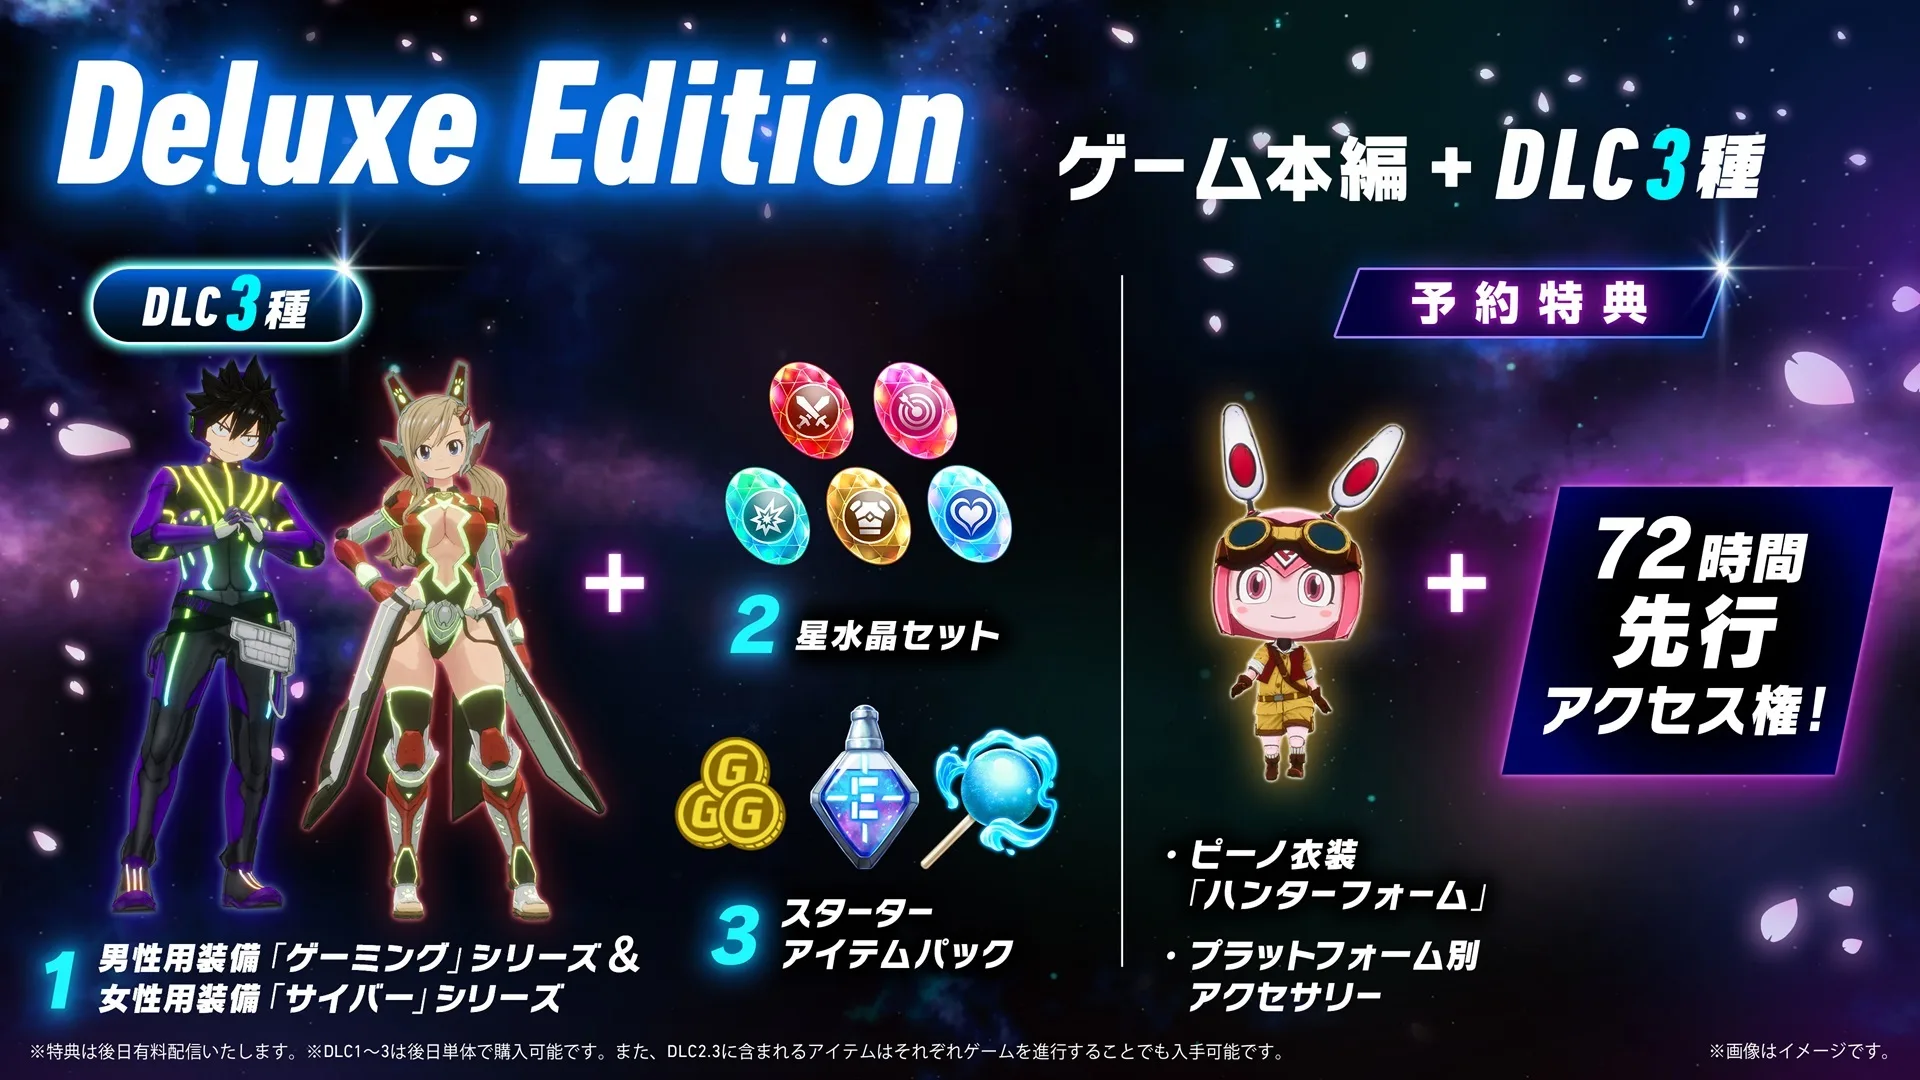 Deluxe Edition
ゲーム本編 + DLC3種
DLC3種
予約特典
G
G
G
E
72時間
先行
アクセス権!
2 星水晶セット
3 スターター
アイテムパック
1 男性用装備「ゲーミング」シリーズ&
女性用装備「サイバー」シリーズ
・ピーノ衣装
「ハンターフォーム」
・プラットフォーム別
アクセサリー
※特典は後日有料配信いたします。※DLC1～3は後日単体で購入可能です。また、DLC2.3に含まれるアイテムはそれぞれゲームを進行することでも入手可能です。
※画像はイメージです。